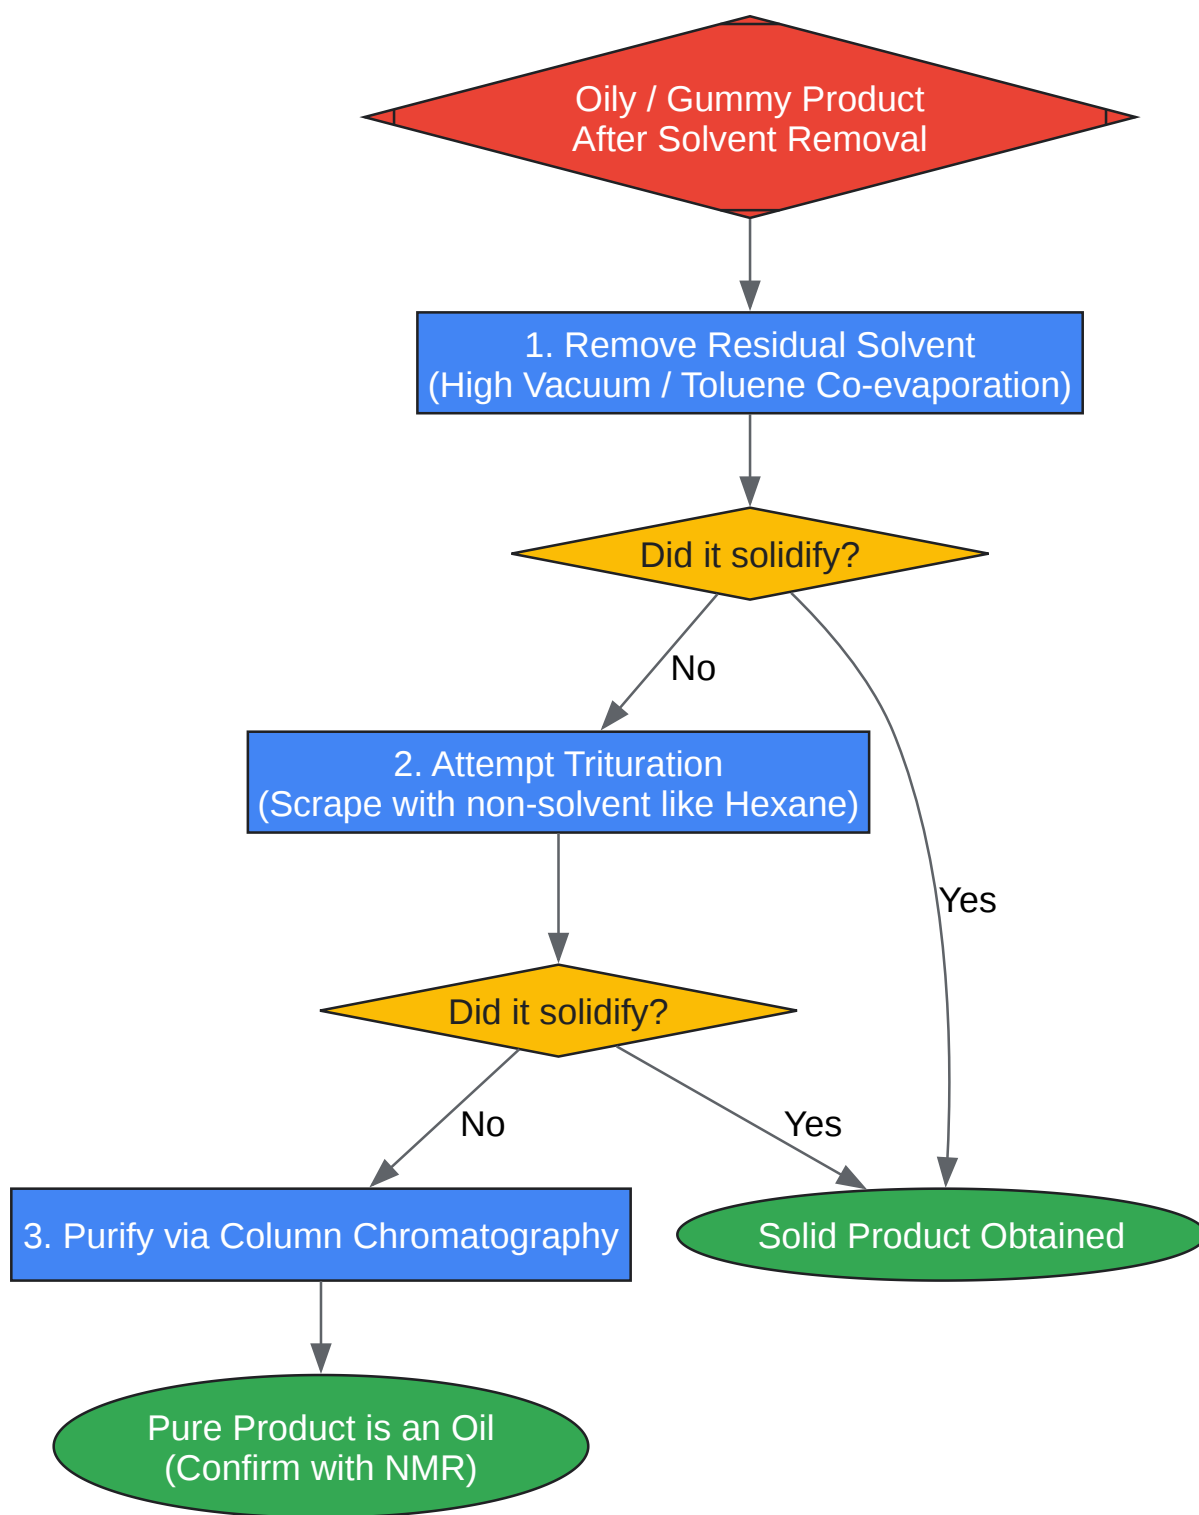 Oily / Gummy Product
After Solvent Removal
1. Remove Residual Solvent
(High Vacuum / Toluene Co-evaporation)
Did it solidify?
No
2. Attempt Trituration
(Scrape with non-solvent like Hexane)
Yes
Did it solidify?
No
Yes
3. Purify via Column Chromatography
Solid Product Obtained
Pure Product is an Oil
(Confirm with NMR)